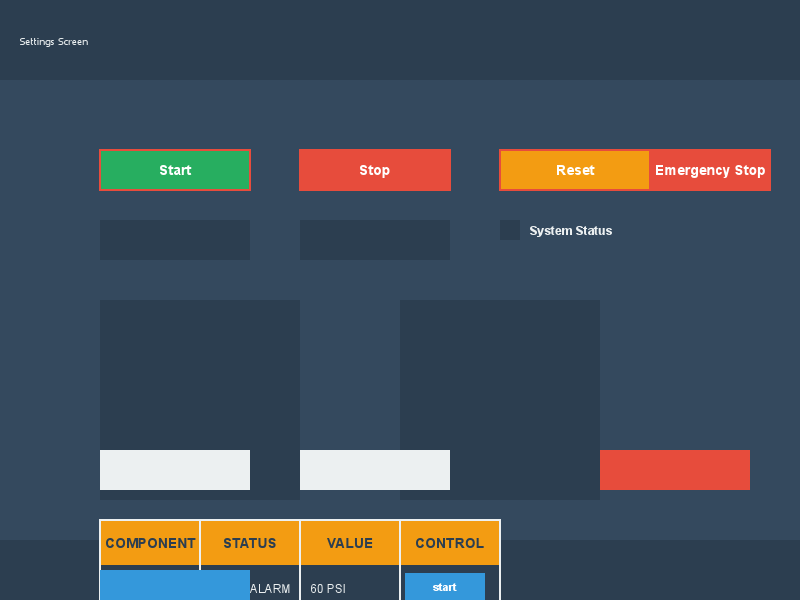 Settings Screen
Start Stop Reset Emergency Stop
System Status
COMPONENT STATUS VALUE CONTROL
ALARM 60 PSI start